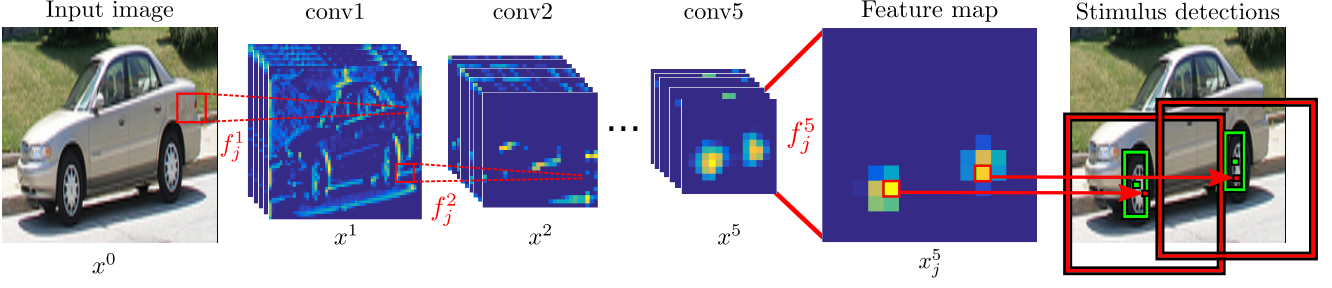 Input image
conv1
conv2
conv5
Feature map
Stimulus detections
f_j^1
f_j^2
...
f_j^5
x^0
x^1
x^2
x^5
x_j^5